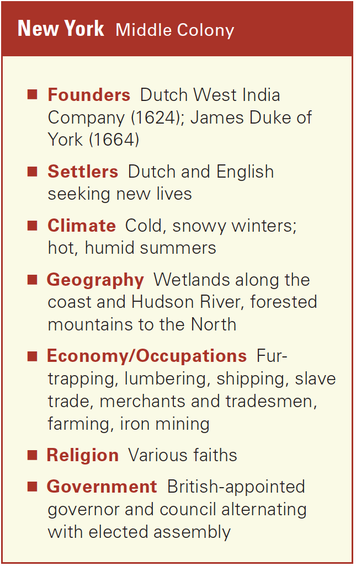 New York Middle Colony
Founders Dutch West India
Company (1624); James Duke of
York (1664)
Settlers Dutch and English
seeking new lives
Climate Cold, snowy winters;
hot, humid summers
Geography Wetlands along the
coast and Hudson River, forested
mountains to the North
Economy/Occupations Fur-
trapping, lumbering, shipping, slave
trade, merchants and tradesmen,
farming, iron mining
Religion Various faiths
Government British-appointed
governor and council alternating
with elected assembly